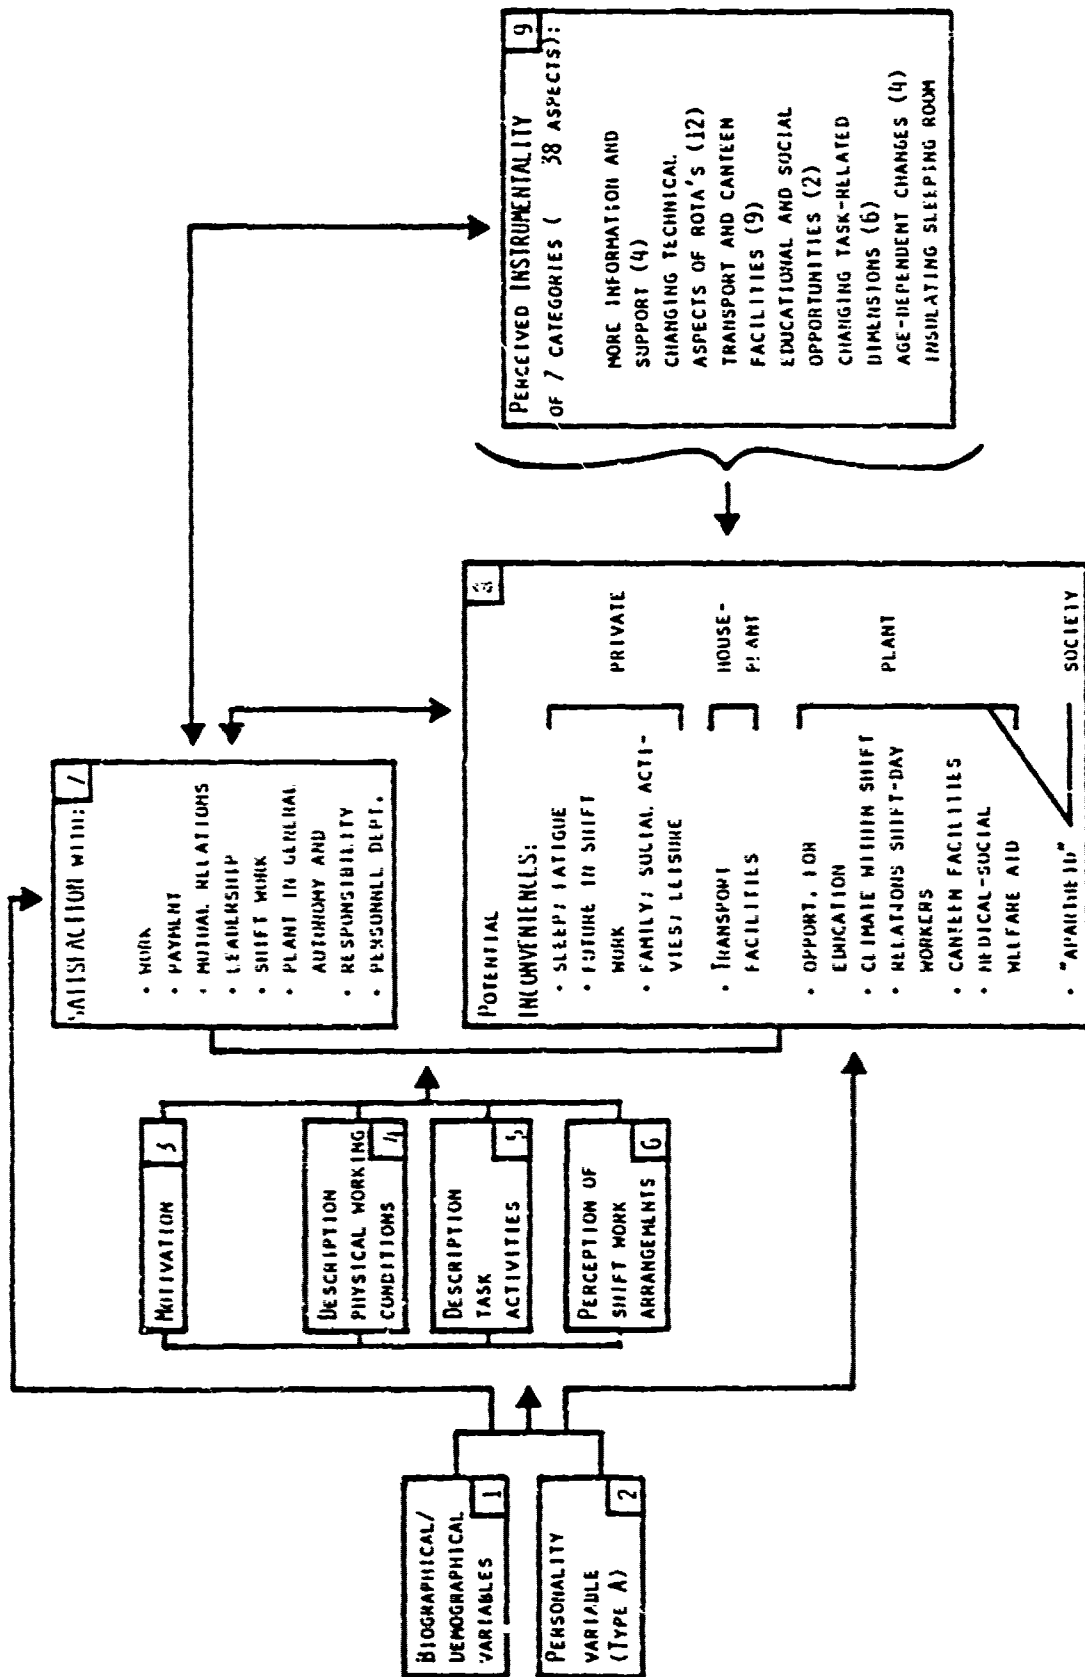 BIOGRAPHICAL/
DEMOGRAPHICAL
VARIABLES
1
PERSONALITY
VARIABLE
(TYPE A)
2
MOTIVATION
3
DESCRIPTION
PHYSICAL WORKING
CONDITIONS
4
DESCRIPTION
TASK
ACTIVITIES
5
PERCEPTION OF
SHIFT WORK
ARRANGEMENTS
6
SATISFACTION WITH:
7
• WORK
• PAYMENT
• MUTUAL RELATIONS
• LEADERSHIP
• SHIFT WORK
• PLANT IN GENERAL
AUTONOMY AND
• RESPONSIBILITY
• PERSONNEL DEPT.
POTENTIAL
8
INCONVENIENCES:
• SLEEP; FATIGUE
• FUTURE IN SHIFT
WORK
• FAMILY; SOCIAL ACTI-
VIES; LEISURE
PRIVATE
• TRANSPORT
FACILITIES
HOUSE-
PLANT
• OPPORT. FOR
EDUCATION
• CLIMATE WITHIN SHIFT
• RELATIONS SHIFT-DAY
WORKERS
• CANTEEN FACILITIES
• MEDICAL-SOCIAL
WELFARE AID
PLANT
• "APARTHEID"
SOCIETY
PERCEIVED INSTRUMENTALITY
9
OF 7 CATEGORIES ( 38 ASPECTS):
MORE INFORMATION AND
SUPPORT (4)
CHANGING TECHNICAL
ASPECTS OF ROTA'S (12)
TRANSPORT AND CANTEEN
FACILITIES (9)
EDUCATIONAL AND SOCIAL
OPPORTUNITIES (2)
CHANGING TASK-RELATED
DIMENSIONS (6)
AGE-DEPENDENT CHANGES (4)
INSULATING SLEEPING ROOM